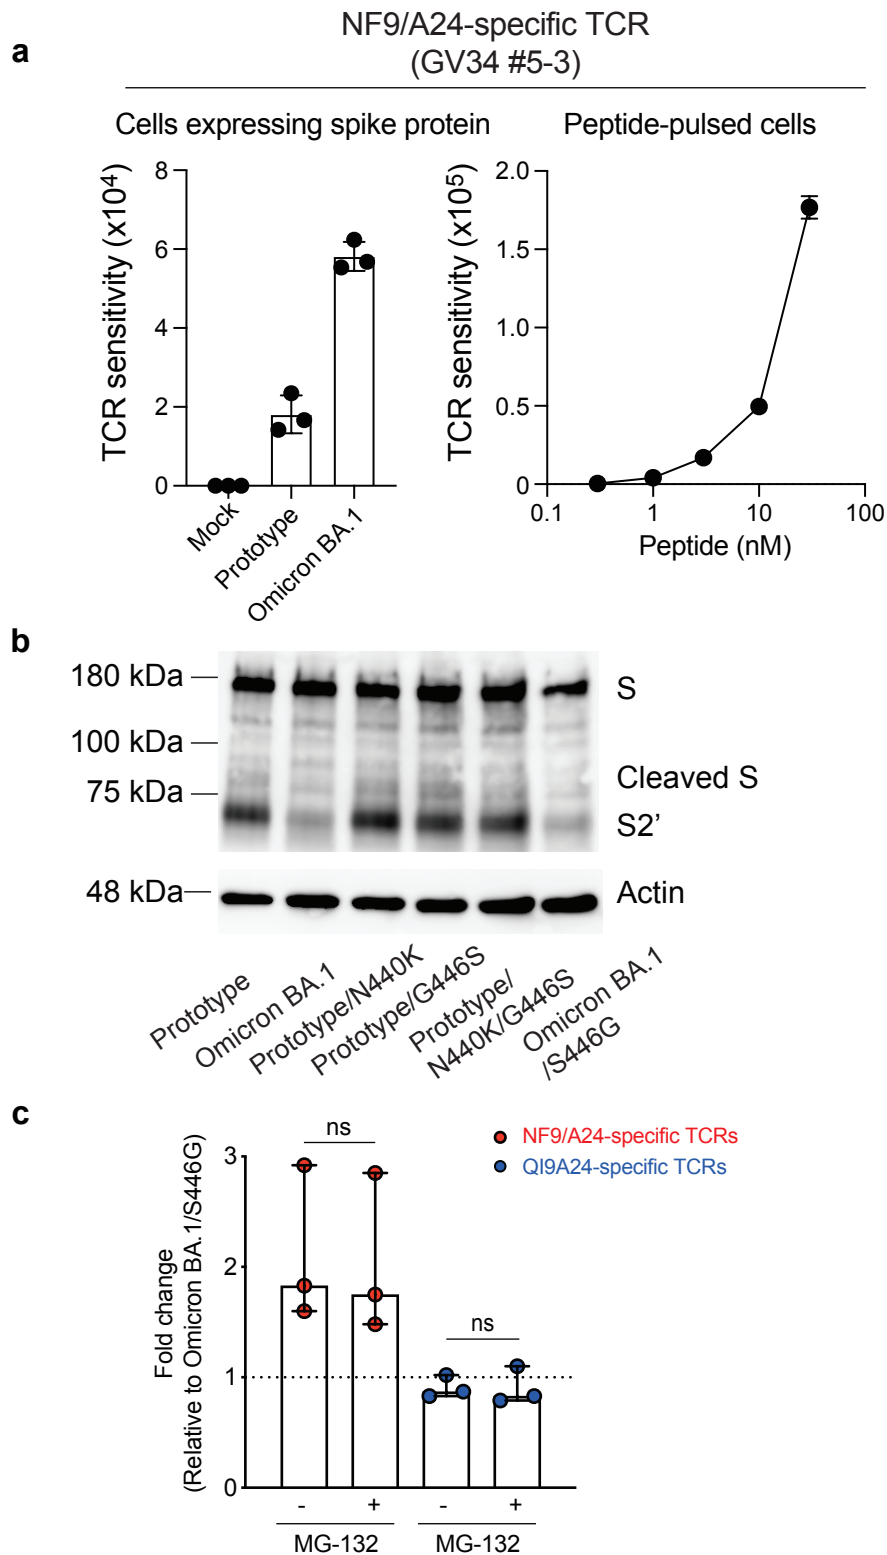 a
NF9/A24-specific TCR
(GV34 #5-3)
Cells expressing spike protein
TCR sensitivity (x10⁴)
8
6
4
2
0
Mock
Prototype
Omicron BA.1
Peptide-pulsed cells
TCR sensitivity (x10⁵)
2.0
1.5
1.0
0.5
0
0.1
1
10
100
Peptide (nM)
b
180 kDa
100 kDa
75 kDa
48 kDa
S
Cleaved S
S2’
Actin
Prototype
Omicron BA.1
Prototype/N440K
Prototype/G446S
Prototype/
N440K/G446S
Omicron BA.1
/S446G
c
Fold change
(Relative to Omicron BA.1/S446G)
3
2
1
0
ns
ns
NF9/A24-specific TCRs
QI9A24-specific TCRs
- + - +
MG-132 MG-132